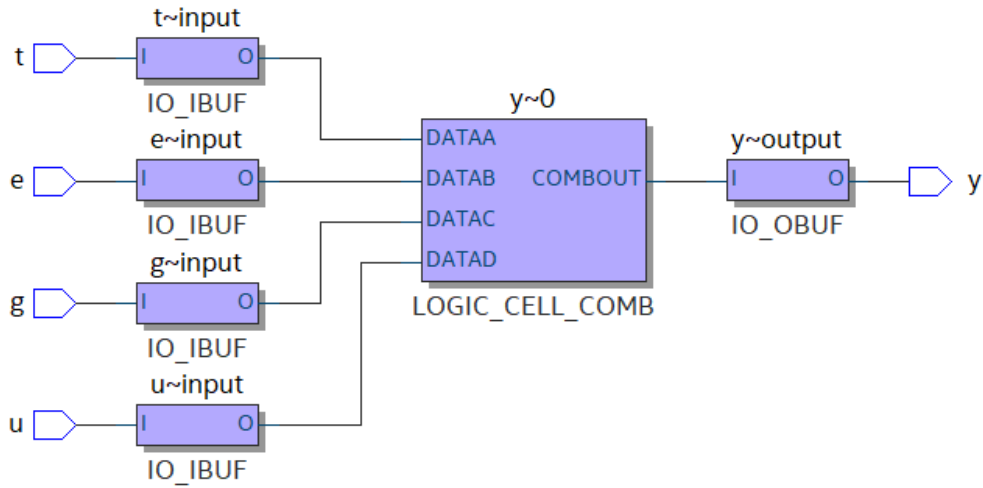 t~input
t
I
O
IO_IBUF
y~0
e~input
DATAA
y~output
e
I
O
DATAB
COMBOUT
I
O
y
IO_IBUF
DATAC
IO_OBUF
g~input
DATAD
g
I
O
LOGIC_CELL_COMB
IO_IBUF
u~input
u
I
O
IO_IBUF